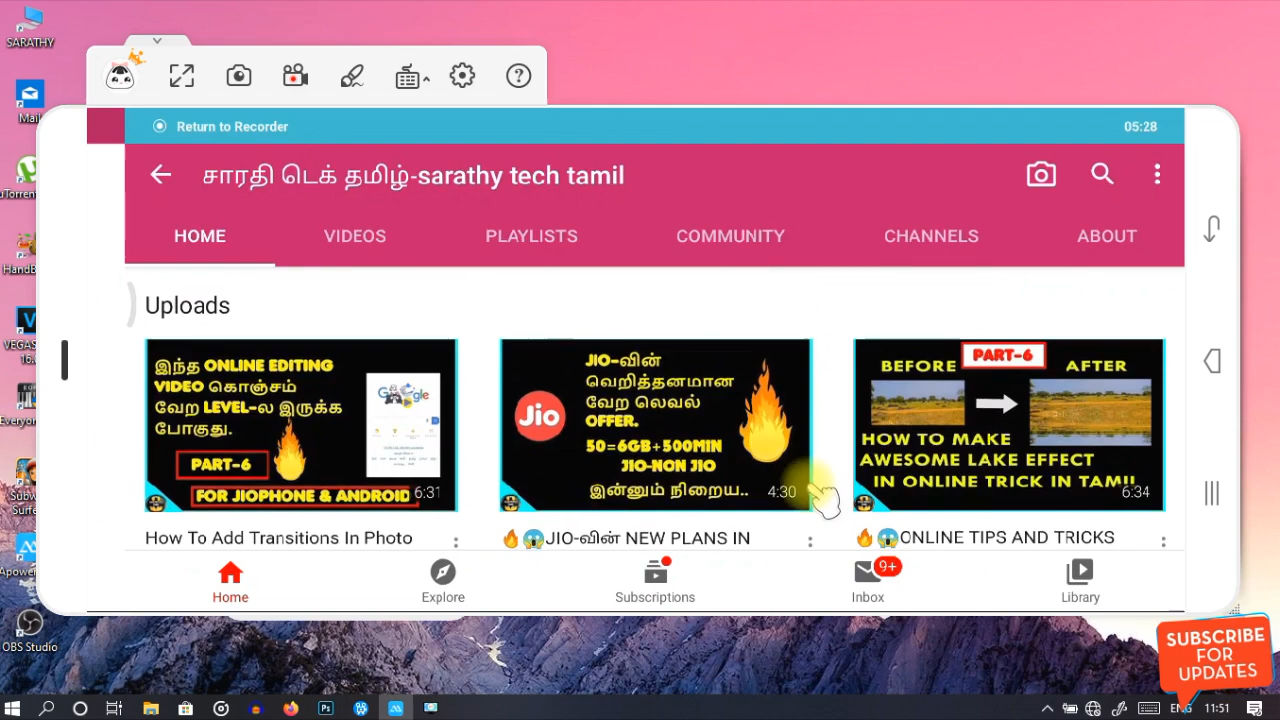 SARATHY
Mail
Return to Recorder
05:28
சாரதி டெக் தமிழ்-sarathy tech tamil
HOME
VIDEOS
PLAYLISTS
COMMUNITY
CHANNELS
ABOUT
Uploads
இந்த ONLINE EDITING
VIDEO கொஞ்சம்
வேற LEVEL-ல இருக்க
போகுது.
PART-6
FOR JIOPHONE & ANDROID
6:31
Google
How To Add Transitions In Photo
Jio
JIO-வின்
வெறித்தனமான
வேற லெவல்
OFFER.
50=6GB+500MIN
JIO-NON JIO
இன்னும் நிறைய..
4:30
🔥😱JIO-வின் NEW PLANS IN
BEFORE
PART-6
AFTER
HOW TO MAKE
AWESOME LAKE EFFECT
IN ONLINE TRICK IN TAMIL
6:34
🔥😱ONLINE TIPS AND TRICKS
Home
Explore
Subscriptions
9+
Inbox
Library
OBS Studio
SUBSCRIBE
FOR
UPDATES
ENG
11:51